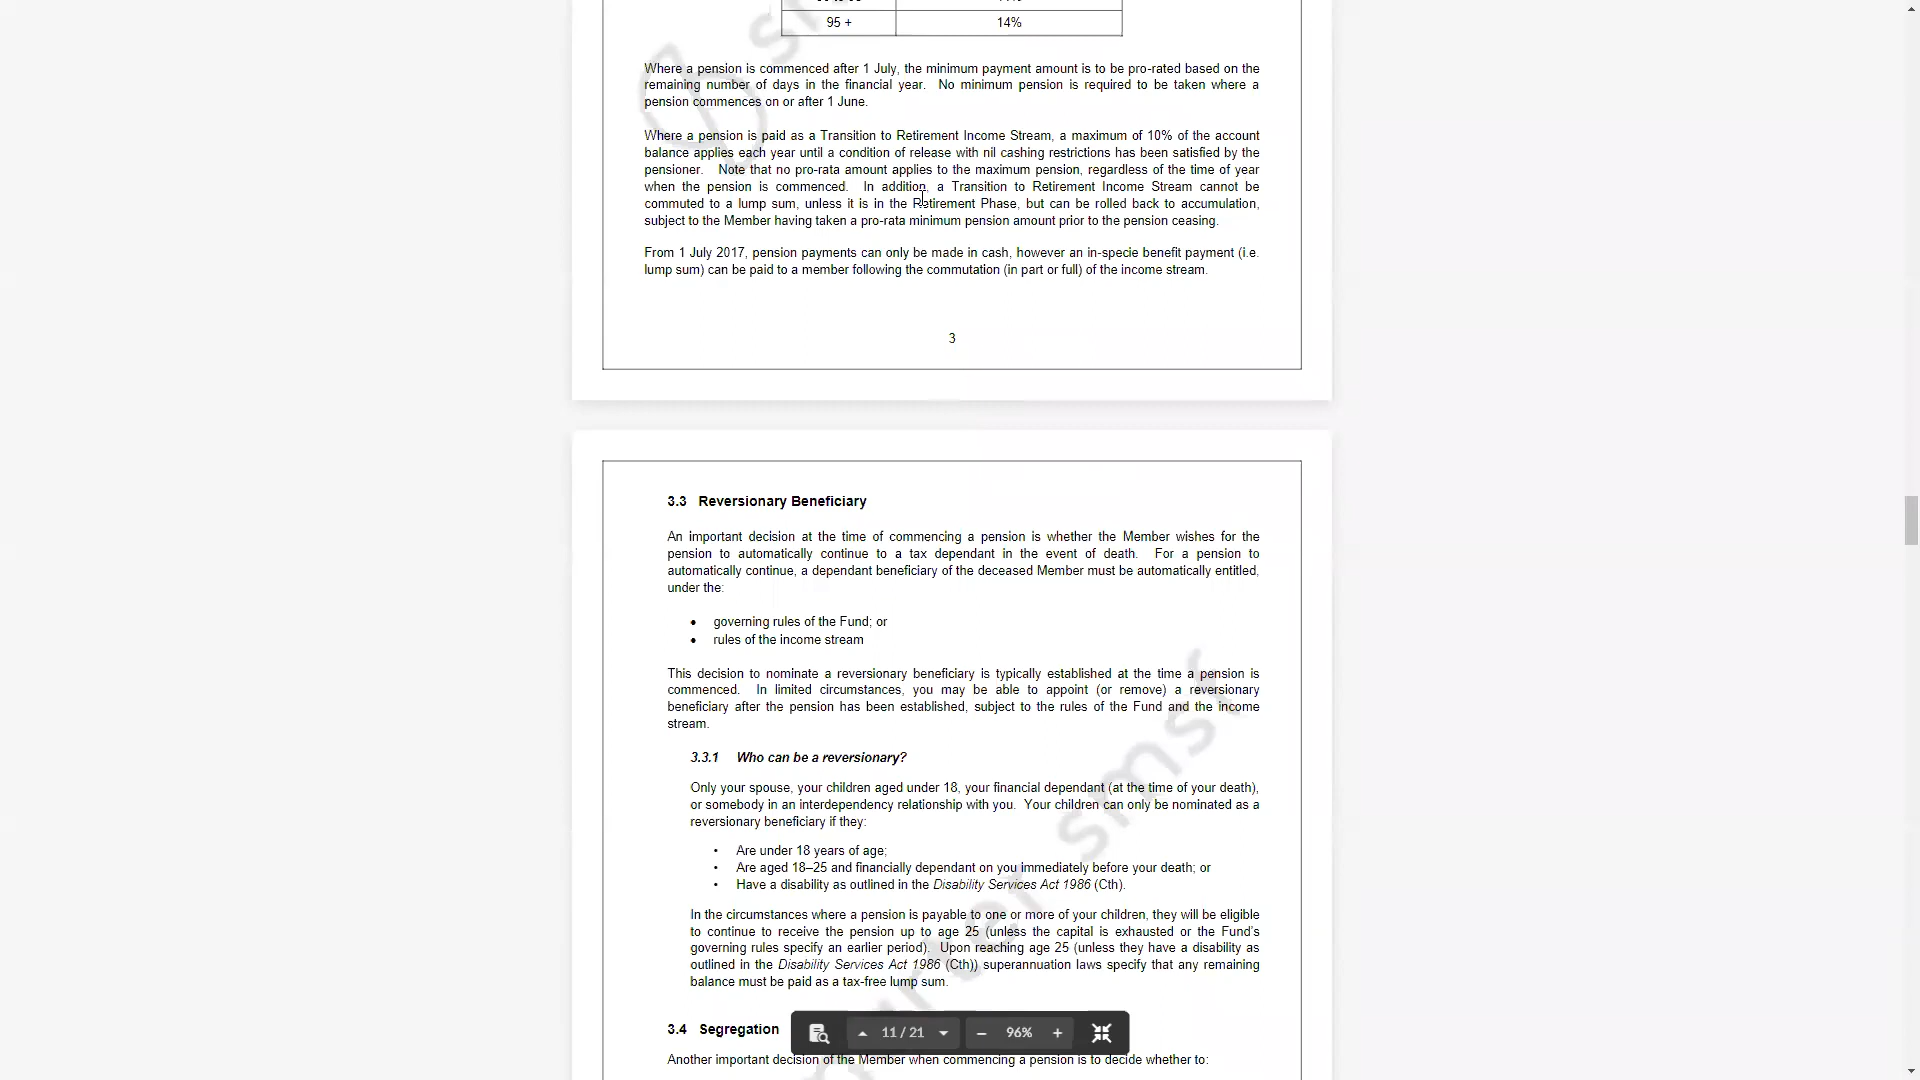 95 +
14%
Where a pension is commenced after 1 July, the minimum payment amount is to be pro-rated based on the
remaining number of days in the financial year. No minimum pension is required to be taken where a
pension commences on or after 1 June.
Where a pension is paid as a Transition to Retirement Income Stream, a maximum of 10% of the account
balance applies each year until a condition of release with nil cashing restrictions has been satisfied by the
pensioner. Note that no pro-rata amount applies to the maximum pension, regardless of the time of year
when the pension is commenced. In addition, a Transition to Retirement Income Stream cannot be
commuted to a lump sum, unless it is in the Retirement Phase, but can be rolled back to accumulation,
subject to the Member having taken a pro-rata minimum pension amount prior to the pension ceasing.
From 1 July 2017, pension payments can only be made in cash, however an in-specie benefit payment (i.e.
lump sum) can be paid to a member following the commutation (in part or full) of the income stream.
3
3.3 Reversionary Beneficiary
An important decision at the time of commencing a pension is whether the Member wishes for the
pension to automatically continue to a tax dependant in the event of death. For a pension to
automatically continue, a dependant beneficiary of the deceased Member must be automatically entitled,
under the:
• governing rules of the Fund; or
• rules of the income stream
This decision to nominate a reversionary beneficiary is typically established at the time a pension is
commenced. In limited circumstances, you may be able to appoint (or remove) a reversionary
beneficiary after the pension has been established, subject to the rules of the Fund and the income
stream.
3.3.1 Who can be a reversionary?
Only your spouse, your children aged under 18, your financial dependant (at the time of your death),
or somebody in an interdependency relationship with you. Your children can only be nominated as a
reversionary beneficiary if they:
• Are under 18 years of age;
• Are aged 18–25 and financially dependant on you immediately before your death; or
• Have a disability as outlined in the Disability Services Act 1986 (Cth).
In the circumstances where a pension is payable to one or more of your children, they will be eligible
to continue to receive the pension up to age 25 (unless the capital is exhausted or the Fund's
governing rules specify an earlier period). Upon reaching age 25 (unless they have a disability as
outlined in the Disability Services Act 1986 (Cth)) superannuation laws specify that any remaining
balance must be paid as a tax-free lump sum.
3.4 Segregation
11 / 21
96%
Another important decision of the Member when commencing a pension is to decide whether to:
smsf